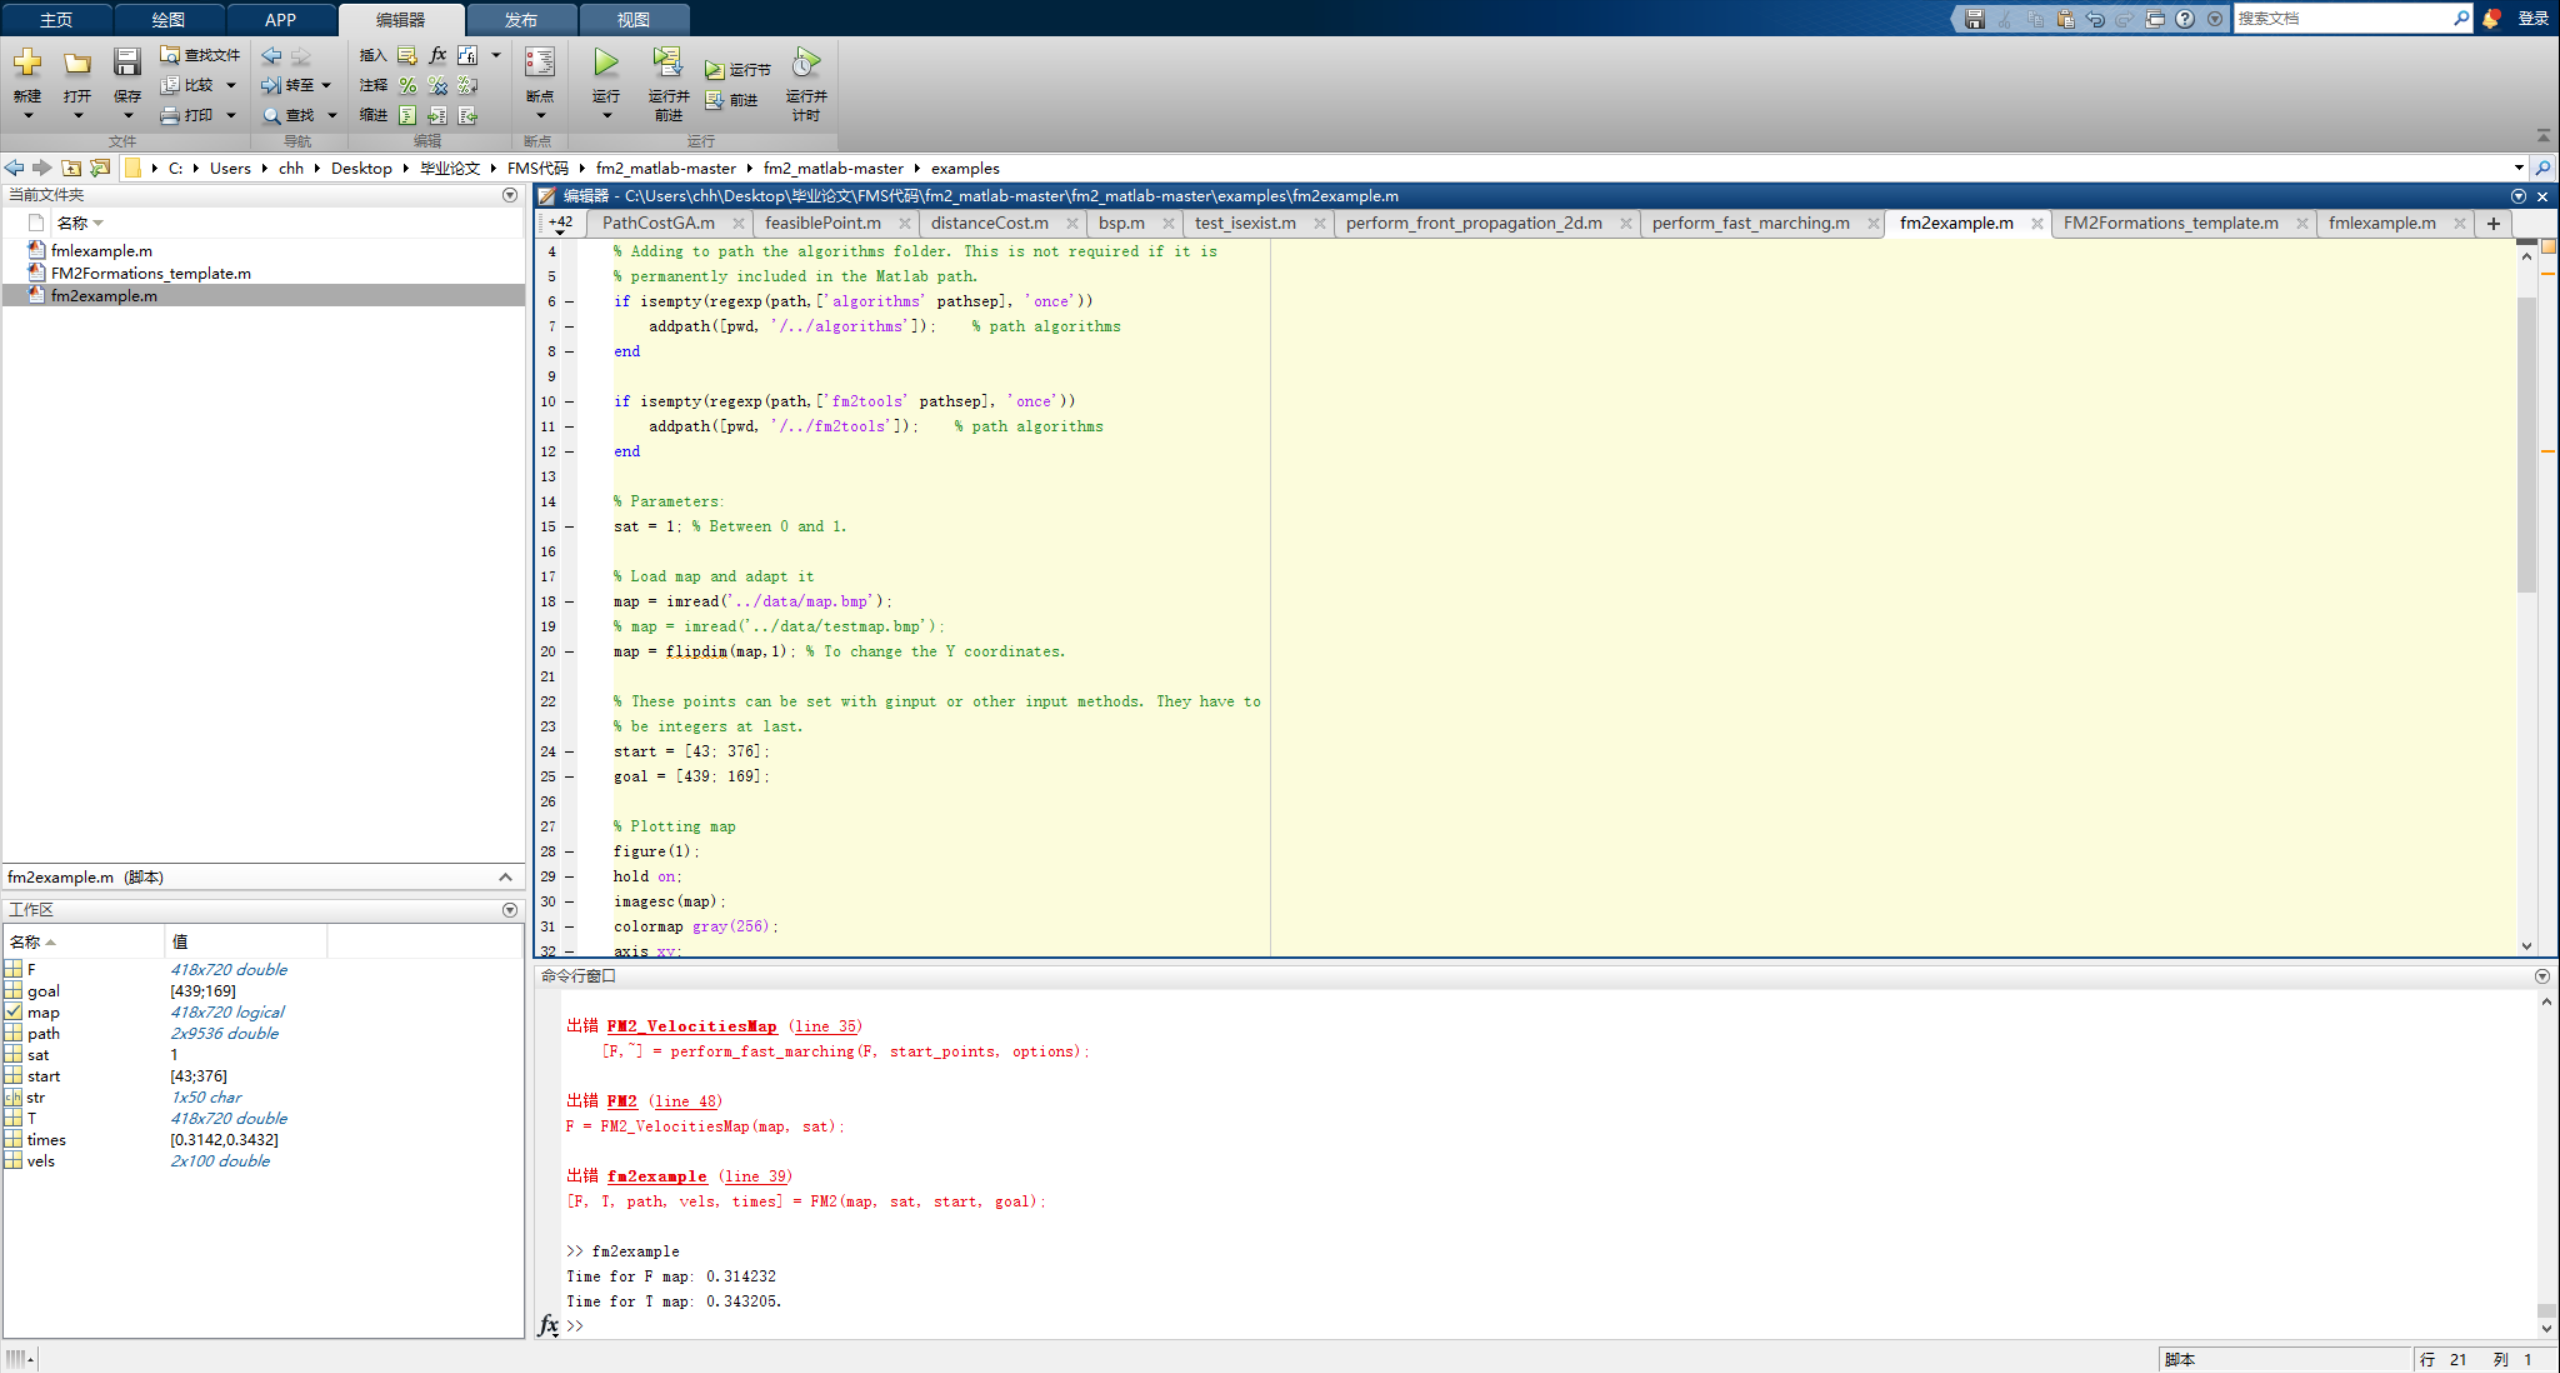 主页 绘图 APP 编辑器 发布 视图 搜索文档 登录
新建 打开 保存 查找文件 比较 打印 转至 查找 插入 fx 注释 缩进 断点 运行 运行并前进 运行节 前进 运行并计时
文件 导航 编辑 断点 运行
C: Users chh Desktop 毕业论文 FMS代码 fm2_matlab-master fm2_matlab-master examples
当前文件夹
名称
fmlexample.m
FM2Formations_template.m
fm2example.m
fm2example.m (脚本)
工作区
名称 值
F 418x720 double
goal [439;169]
map 418x720 logical
path 2x9536 double
sat 1
start [43;376]
str 1x50 char
T 418x720 double
times [0.3142,0.3432]
vels 2x100 double
编辑器 - C:\Users\chh\Desktop\毕业论文\FMS代码\fm2_matlab-master\fm2_matlab-master\examples\fm2example.m
+42 PathCostGA.m feasiblePoint.m distanceCost.m bsp.m test_isexist.m perform_front_propagation_2d.m perform_fast_marching.m fm2example.m FM2Formations_template.m fmlexample.m
4 % Adding to path the algorithms folder. This is not required if it is
5 % permanently included in the Matlab path.
6 – if isempty(regexp(path,['algorithms' pathsep], 'once'))
7 – addpath([pwd, '/../algorithms']); % path algorithms
8 – end
9
10 – if isempty(regexp(path,['fm2tools' pathsep], 'once'))
11 – addpath([pwd, '/../fm2tools']); % path algorithms
12 – end
13
14 % Parameters:
15 – sat = 1; % Between 0 and 1.
16
17 % Load map and adapt it
18 – map = imread('../data/map.bmp');
19 % map = imread('../data/testmap.bmp');
20 – map = flipdim(map,1); % To change the Y coordinates.
21
22 % These points can be set with ginput or other input methods. They have to
23 % be integers at last.
24 – start = [43; 376];
25 – goal = [439; 169];
26
27 % Plotting map
28 – figure(1);
29 – hold on;
30 – imagesc(map);
31 – colormap gray(256);
32 – axis xy;
命令行窗口
出错 FM2_VelocitiesMap (line 35)
[F,~] = perform_fast_marching(F, start_points, options);
出错 FM2 (line 48)
F = FM2_VelocitiesMap(map, sat);
出错 fm2example (line 39)
[F, T, path, vels, times] = FM2(map, sat, start, goal);
>> fm2example
Time for F map: 0.314232
Time for T map: 0.343205.
fx >>
脚本 行 21 列 1